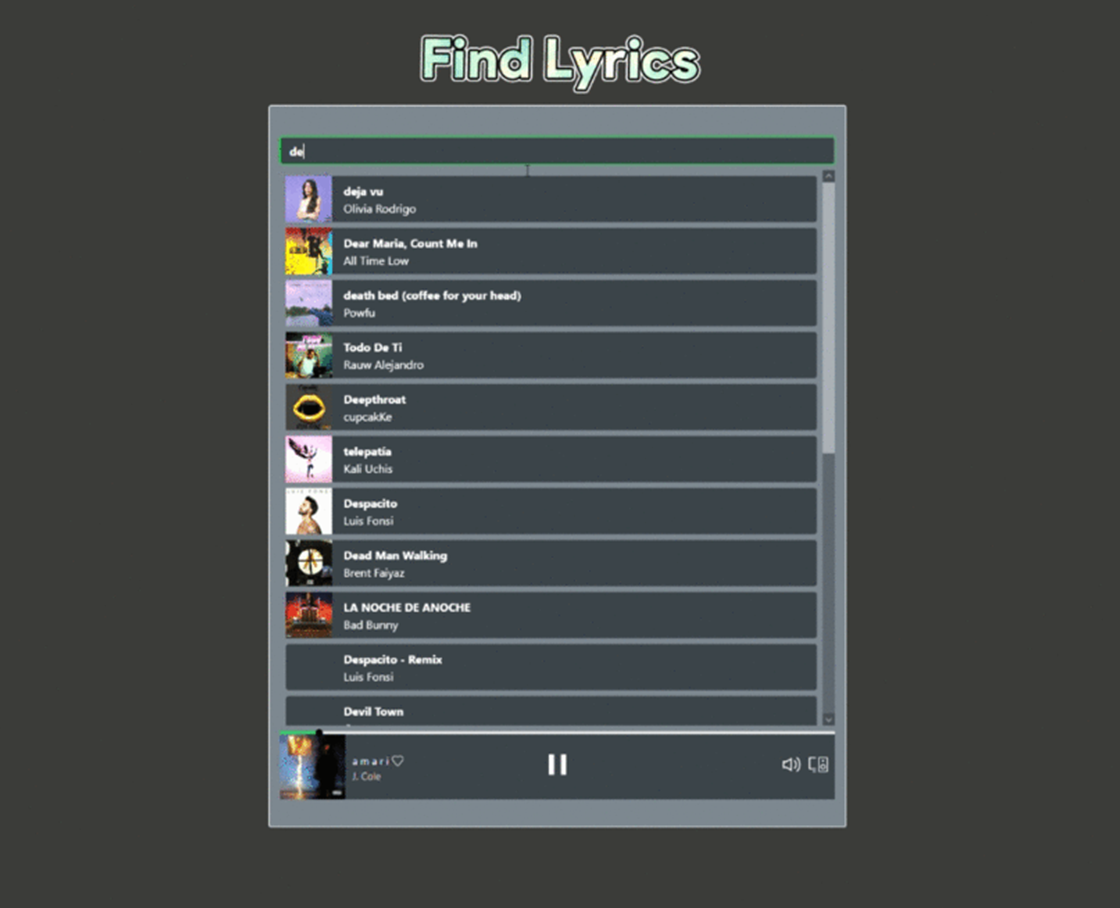 Find Lyrics
de
deja vu
Olivia Rodrigo
Dear Maria, Count Me In
All Time Low
death bed (coffee for your head)
Powfu
Todo De Ti
Rauw Alejandro
Deepthroat
cupcakKe
telepatía
Kali Uchis
Despacito
Luis Fonsi
Dead Man Walking
Brent Faiyaz
LA NOCHE DE ANOCHE
Bad Bunny
Despacito - Remix
Luis Fonsi
Devil Town
a m a r i
J. Cole